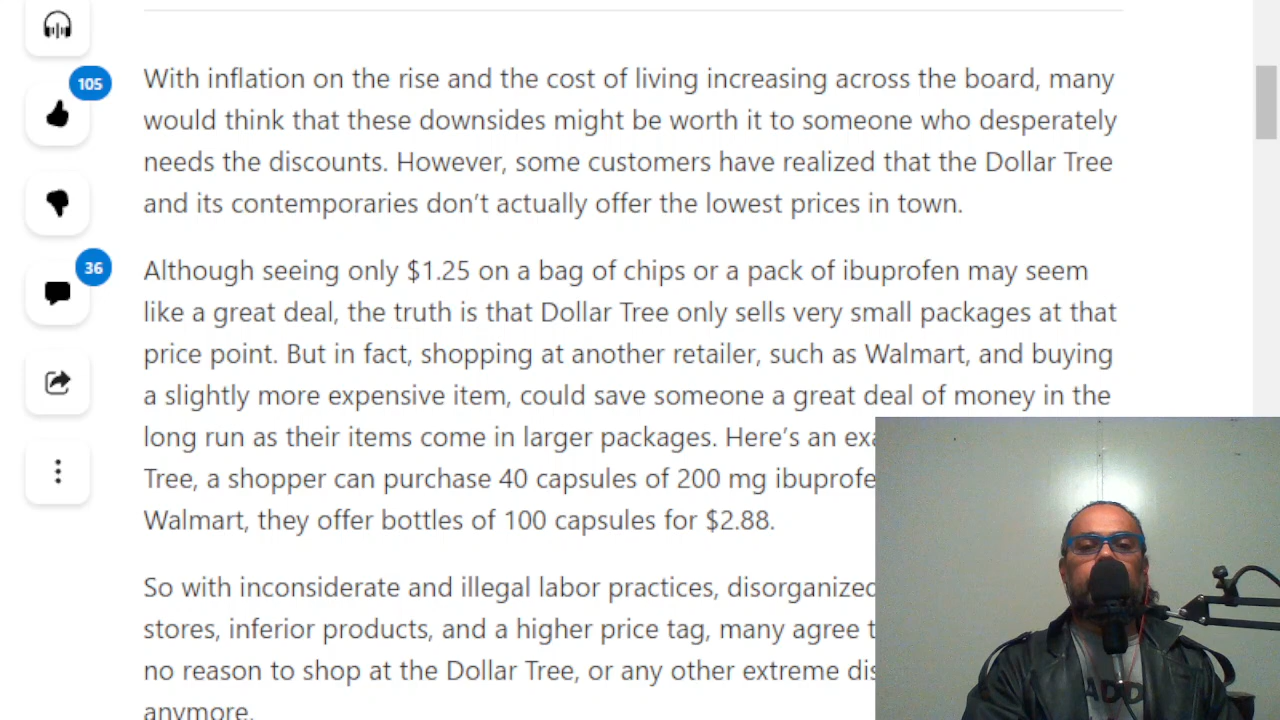 105
With inflation on the rise and the cost of living increasing across the board, many
would think that these downsides might be worth it to someone who desperately
needs the discounts. However, some customers have realized that the Dollar Tree
and its contemporaries don’t actually offer the lowest prices in town.
36
Although seeing only $1.25 on a bag of chips or a pack of ibuprofen may seem
like a great deal, the truth is that Dollar Tree only sells very small packages at that
price point. But in fact, shopping at another retailer, such as Walmart, and buying
a slightly more expensive item, could save someone a great deal of money in the
long run as their items come in larger packages. Here’s an
Tree, a shopper can purchase 40 capsules of 200 mg
Walmart, they offer bottles of 100 capsules for $2.88.
So with inconsiderate and illegal labor practices, disorganized
stores, inferior products, and a higher price tag, many agree
no reason to shop at the Dollar Tree, or any other extreme
anymore.
ADD